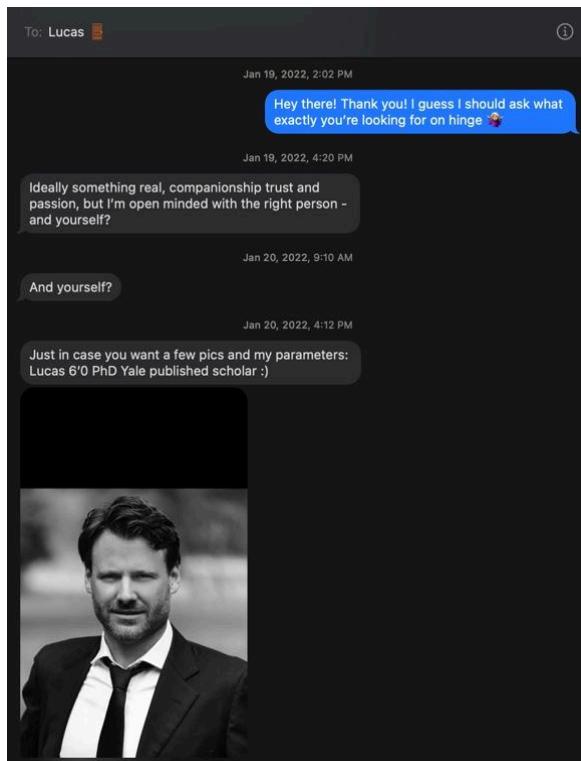 To: Lucas 🚪
Jan 19, 2022, 2:02 PM
Hey there! Thank you! I guess I should ask what
exactly you’re looking for on hinge 🤷🏼‍♀️
Jan 19, 2022, 4:20 PM
Ideally something real, companionship trust and
passion, but I’m open minded with the right person -
and yourself?
Jan 20, 2022, 9:10 AM
And yourself?
Jan 20, 2022, 4:12 PM
Just in case you want a few pics and my parameters:
Lucas 6’0 PhD Yale published scholar :)